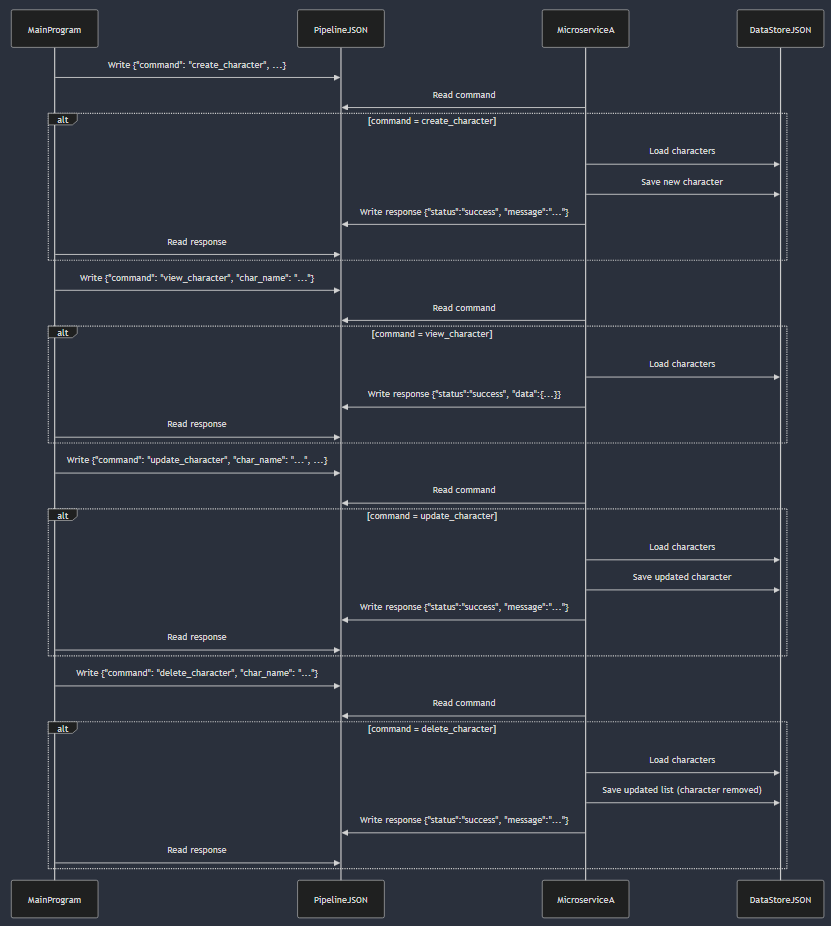 MainProgram PipelineJSON MicroserviceA DataStoreJSON
Write {"command": "create_character", ...}
Read command
alt [command = create_character]
Load characters
Save new character
Write response {"status":"success", "message":"..."}
Read response
Write {"command": "view_character", "char_name": "..."}
Read command
alt [command = view_character]
Load characters
Write response {"status":"success", "data":{...}}
Read response
Write {"command": "update_character", "char_name": "...", ...}
Read command
alt [command = update_character]
Load characters
Save updated character
Write response {"status":"success", "message":"..."}
Read response
Write {"command": "delete_character", "char_name": "..."}
Read command
alt [command = delete_character]
Load characters
Save updated list (character removed)
Write response {"status":"success", "message":"..."}
Read response
MainProgram PipelineJSON MicroserviceA DataStoreJSON